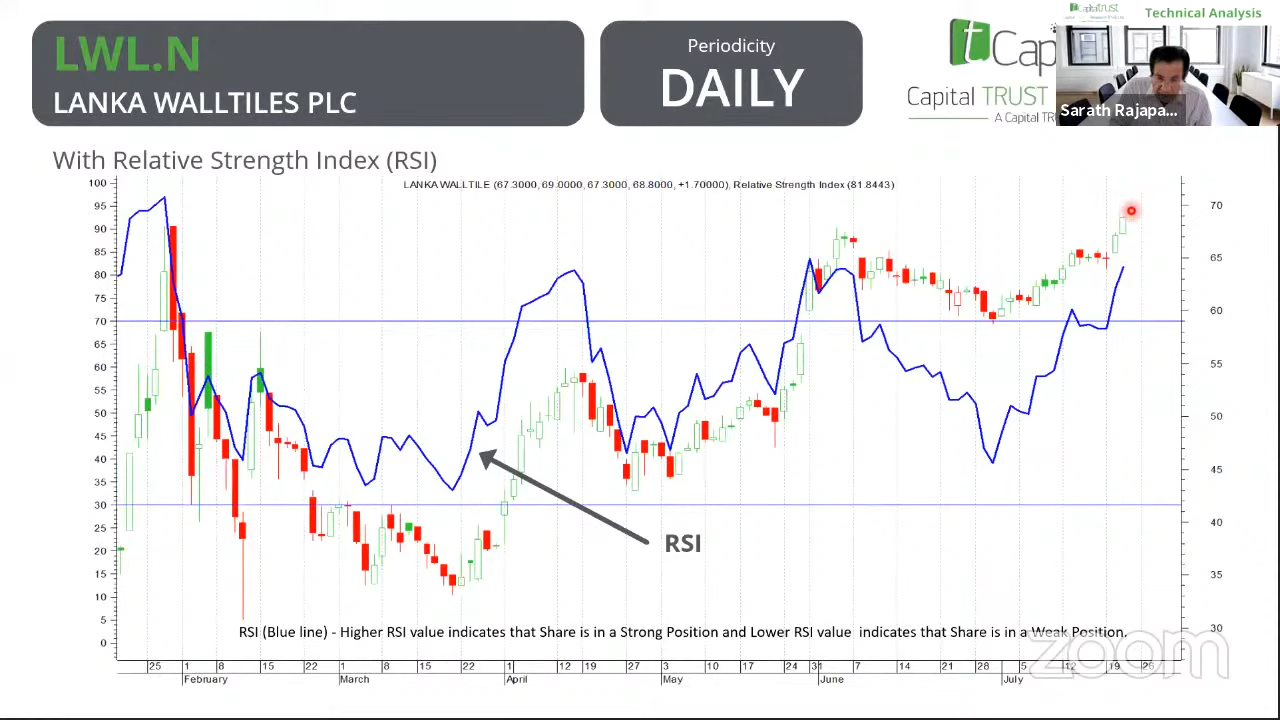 LWL.N
LANKA WALLTILES PLC
Periodicity
DAILY
Capital TRUST
Technical Analysis
Sarath Rajapa...
With Relative Strength Index (RSI)
LANKA WALLTILE (67.3000, 69.0000, 67.3000, 68.8000, +1.70000), Relative Strength Index (81.8443)
100
95
90
85
80
75
70
65
60
55
50
45
40
35
30
25
20
15
10
5
0
70
65
60
55
50
45
40
35
30
RSI
RSI (Blue line) - Higher RSI value indicates that Share is in a Strong Position and Lower RSI value indicates that Share is in a Weak Position.
zoom
25 1 8 15 22 1 8 15 22 1 12 19 27 3 10 17 24 31 7 14 21 28 5 12 19 26
February March April May June July